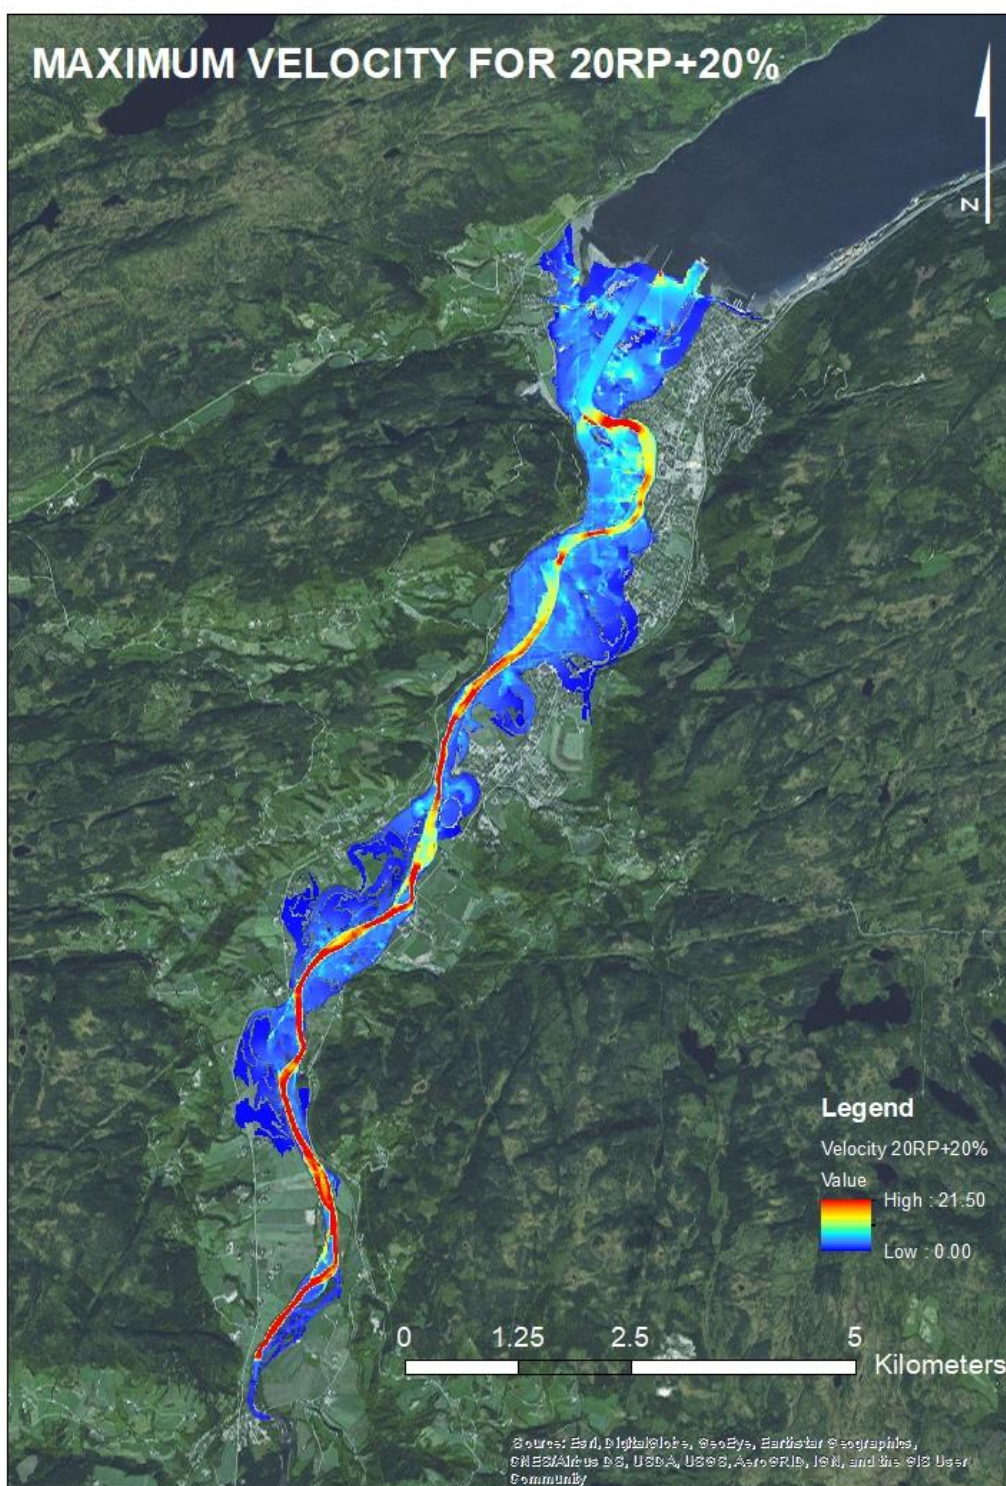 MAXIMUM VELOCITY FOR 20RP+20%
N
Legend
Velocity 20RP+20%
Value
High : 21.50
Low : 0.00
0 1.25 2.5 5
Kilometers
Source: Esri, DigitalGlobe, GeoEye, Earthstar Geographics,
CNES/Airbus DS, USDA, USGS, AeroGRID, IGN, and the GIS User
Community